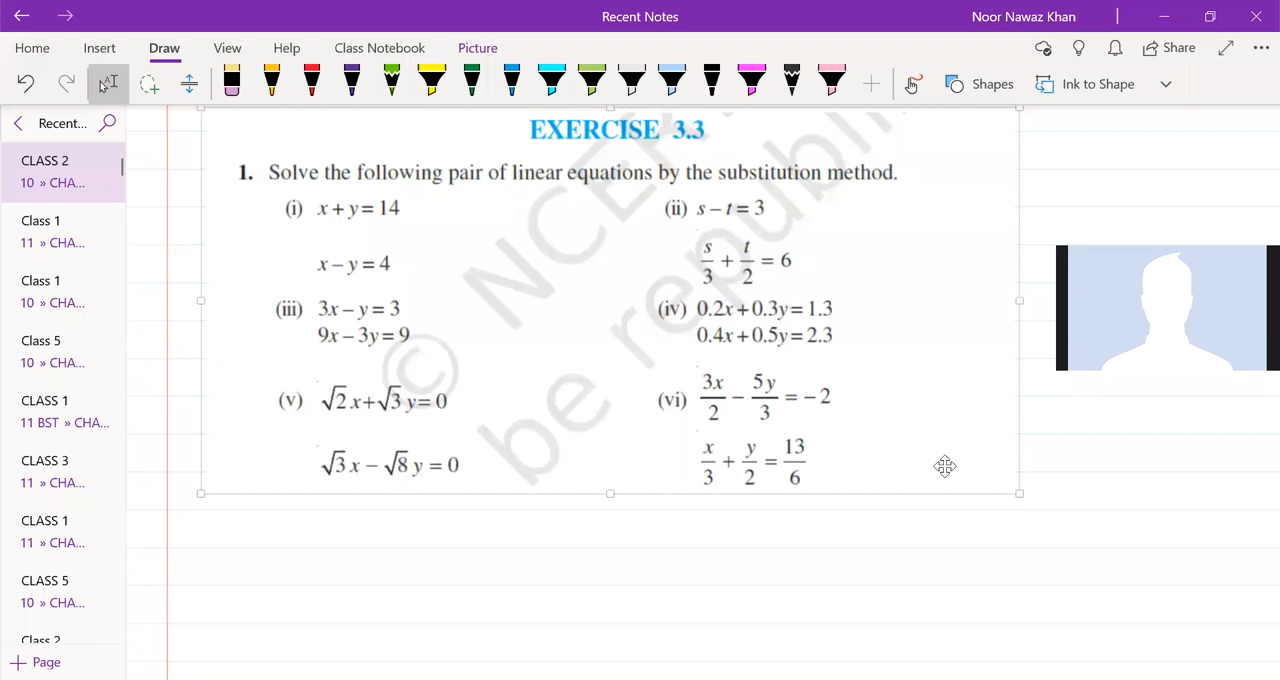 Recent Notes
Noor Nawaz Khan
Home Insert Draw View Help Class Notebook Picture
Share
Shapes
Ink to Shape
Recent...
CLASS 2
10 » CHA...
Class 1
11 » CHA...
Class 1
10 » CHA...
Class 5
10 » CHA...
CLASS 1
11 BST » CHA...
CLASS 3
11 » CHA...
CLASS 1
11 » CHA...
CLASS 5
10 » CHA...
Class 2
+ Page
EXERCISE 3.3
1. Solve the following pair of linear equations by the substitution method.
(i) x + y = 14
x – y = 4
(ii) s – t = 3
s/3 + t/2 = 6
(iii) 3x – y = 3
9x – 3y = 9
(iv) 0.2x + 0.3y = 1.3
0.4x + 0.5y = 2.3
(v) √2 x + √3 y = 0
√3 x – √8 y = 0
(vi) 3x/2 – 5y/3 = – 2
x/3 + y/2 = 13/6
© NCER
be republi